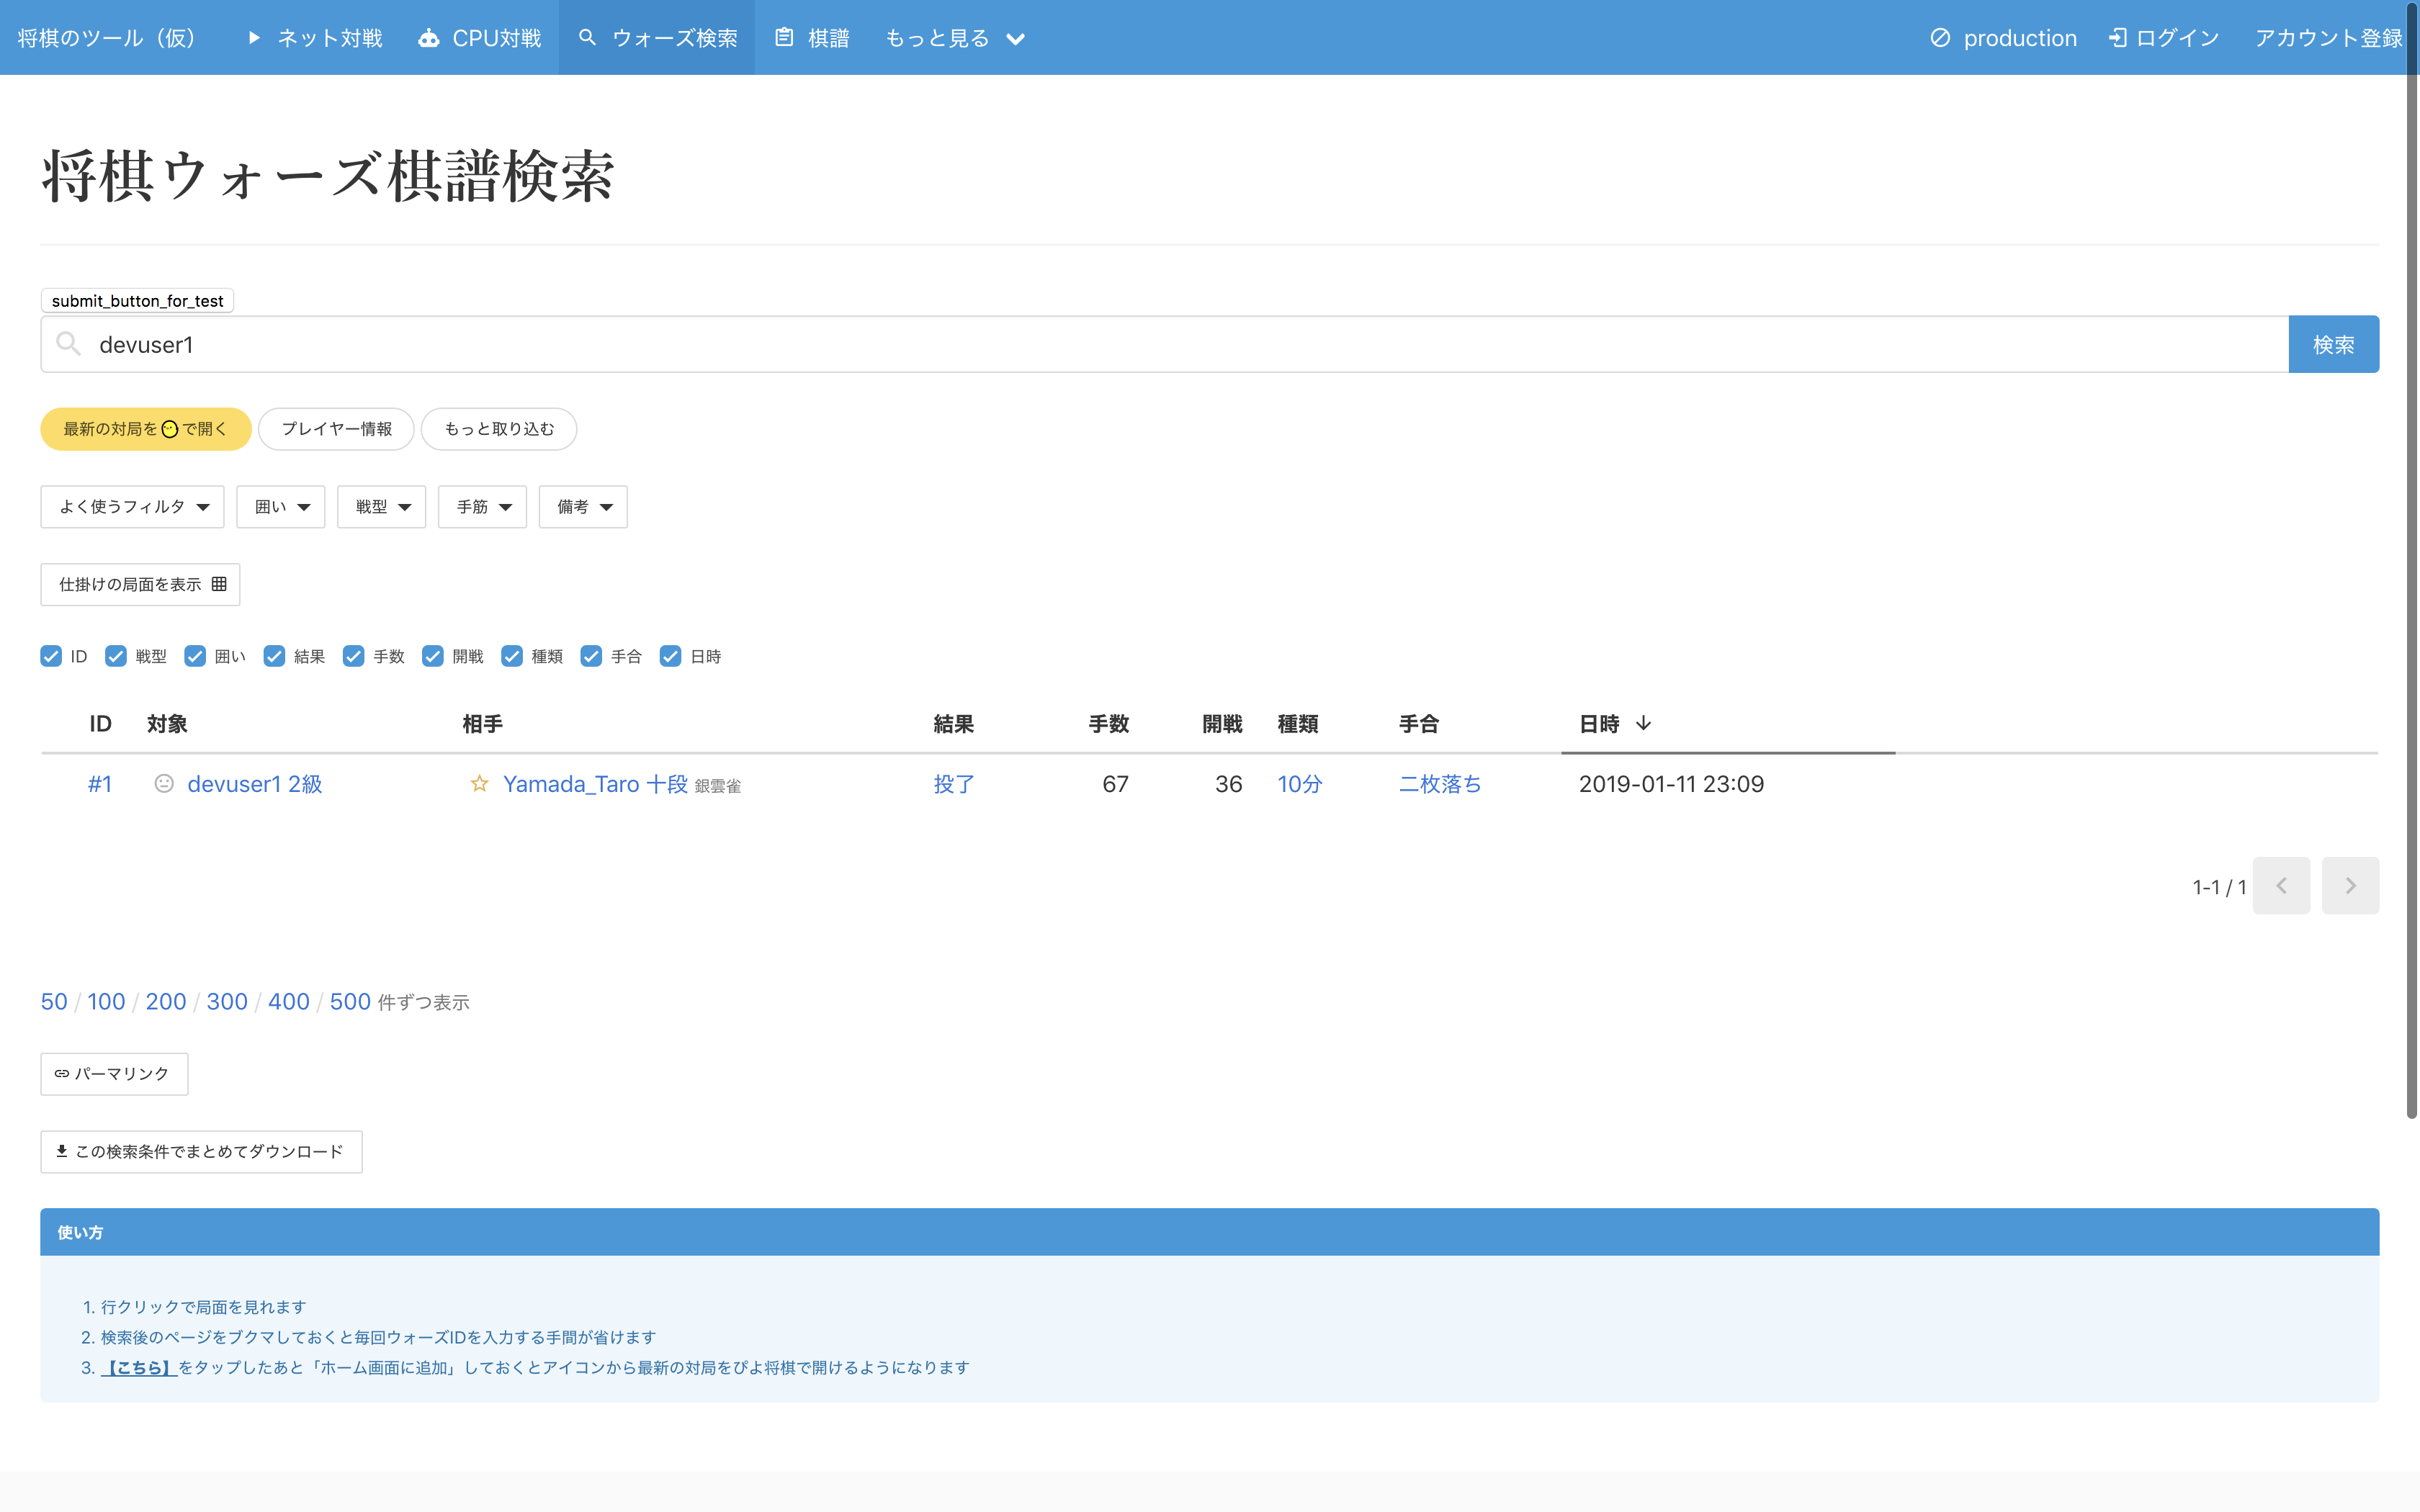 将棋のツール（仮） ネット対戦 CPU対戦 ウォーズ検索 棋譜 もっと見る production ログイン アカウント登録
将棋ウォーズ棋譜検索
submit_button_for_test
devuser1 検索
最新の対局を で開く プレイヤー情報 もっと取り込む
よく使うフィルタ 囲い 戦型 手筋 備考
仕掛けの局面を表示
ID 戦型 囲い 結果 手数 開戦 種類 手合 日時
ID 対象 相手 結果 手数 開戦 種類 手合 日時
#1 devuser1 2級 Yamada_Taro 十段 銀雲雀 投了 67 36 10分 二枚落ち 2019-01-11 23:09
1-1 / 1
50 / 100 / 200 / 300 / 400 / 500 件ずつ表示
パーマリンク
この検索条件でまとめてダウンロード
使い方
1. 行クリックで局面を見れます
2. 検索後のページをブクマしておくと毎回ウォーズIDを入力する手間が省けます
3. 【こちら】をタップしたあと「ホーム画面に追加」しておくとアイコンから最新の対局をぴよ将棋で開けるようになります